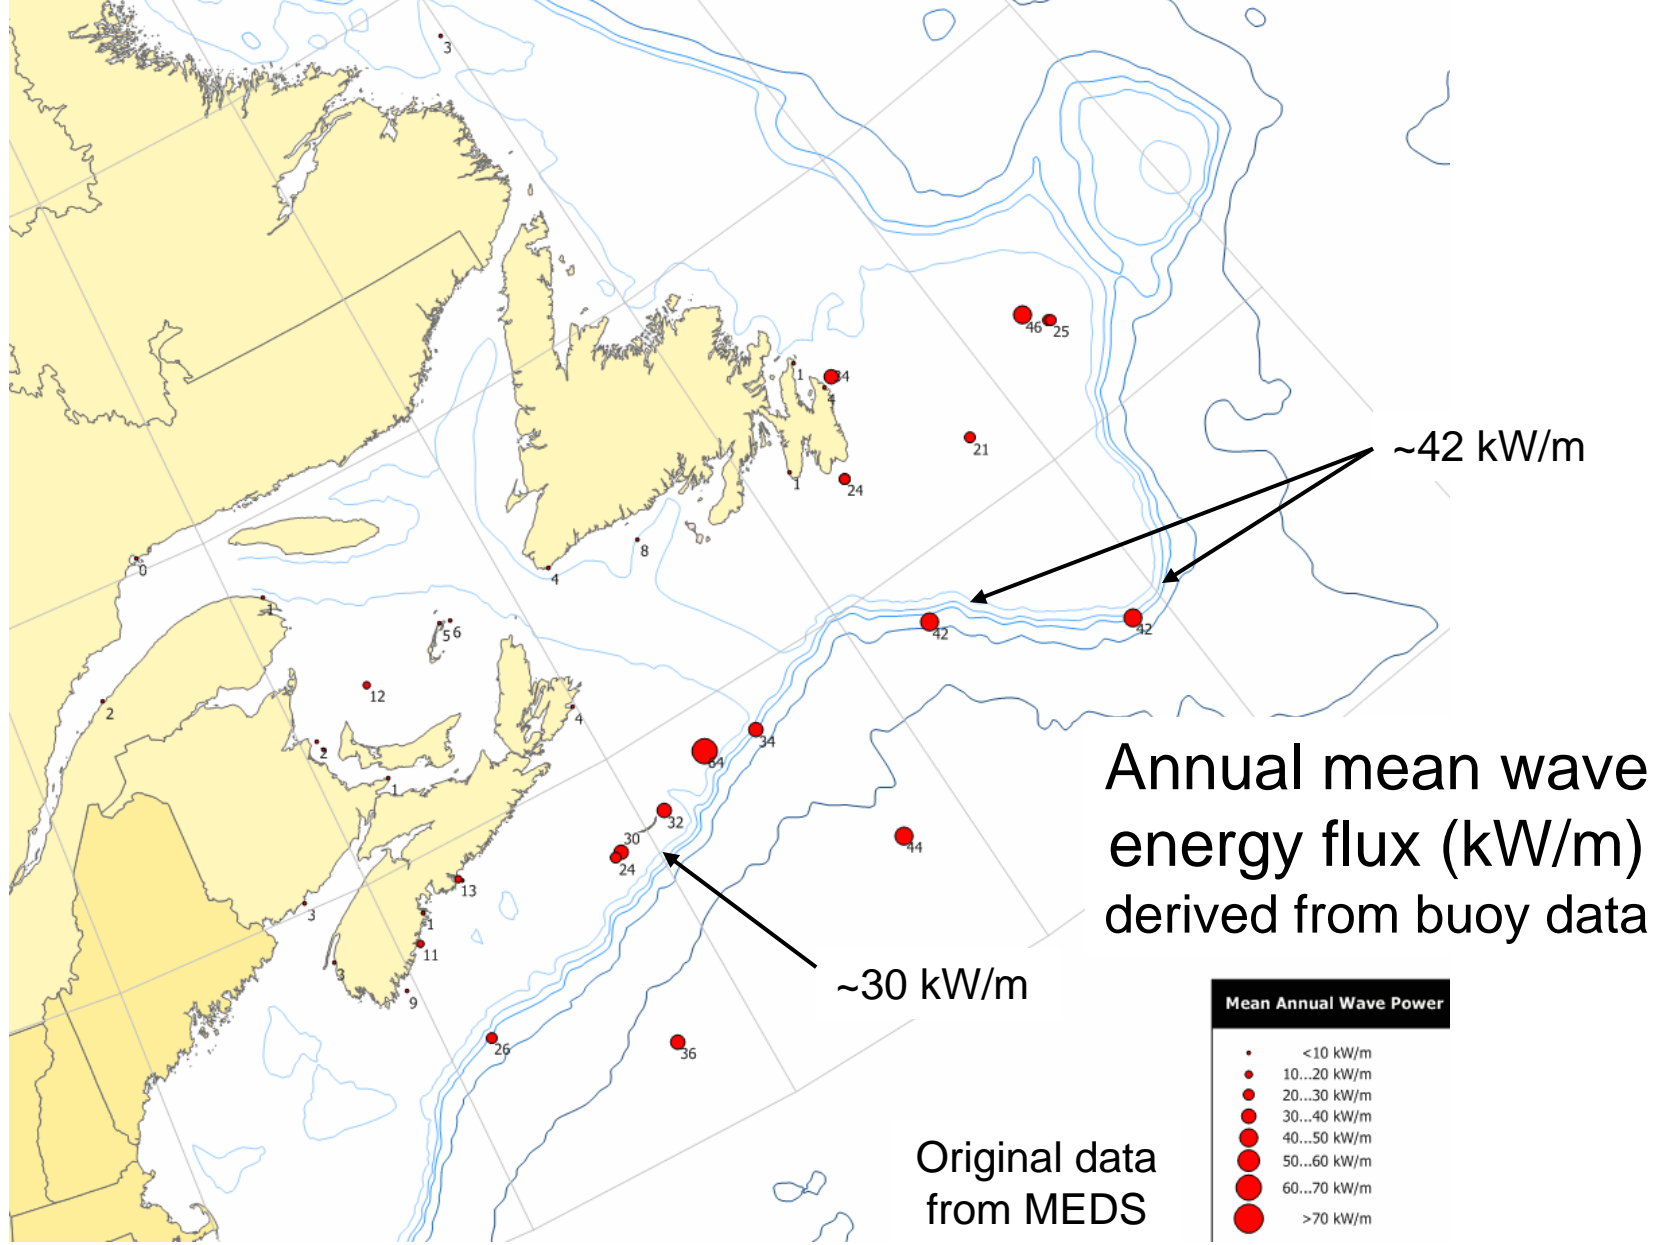 3
46
25
1
34
4
~42 kW/m
21
1
24
8
4
0
1
5
6
42
42
12
2
4
34
2
64
Annual mean wave
energy flux (kW/m)
derived from buoy data
1
32
30
44
24
13
3
1
11
3
~30 kW/m
9
26
36
Mean Annual Wave Power
<10 kW/m
10...20 kW/m
20...30 kW/m
30...40 kW/m
40...50 kW/m
50...60 kW/m
60...70 kW/m
>70 kW/m
Original data
from MEDS